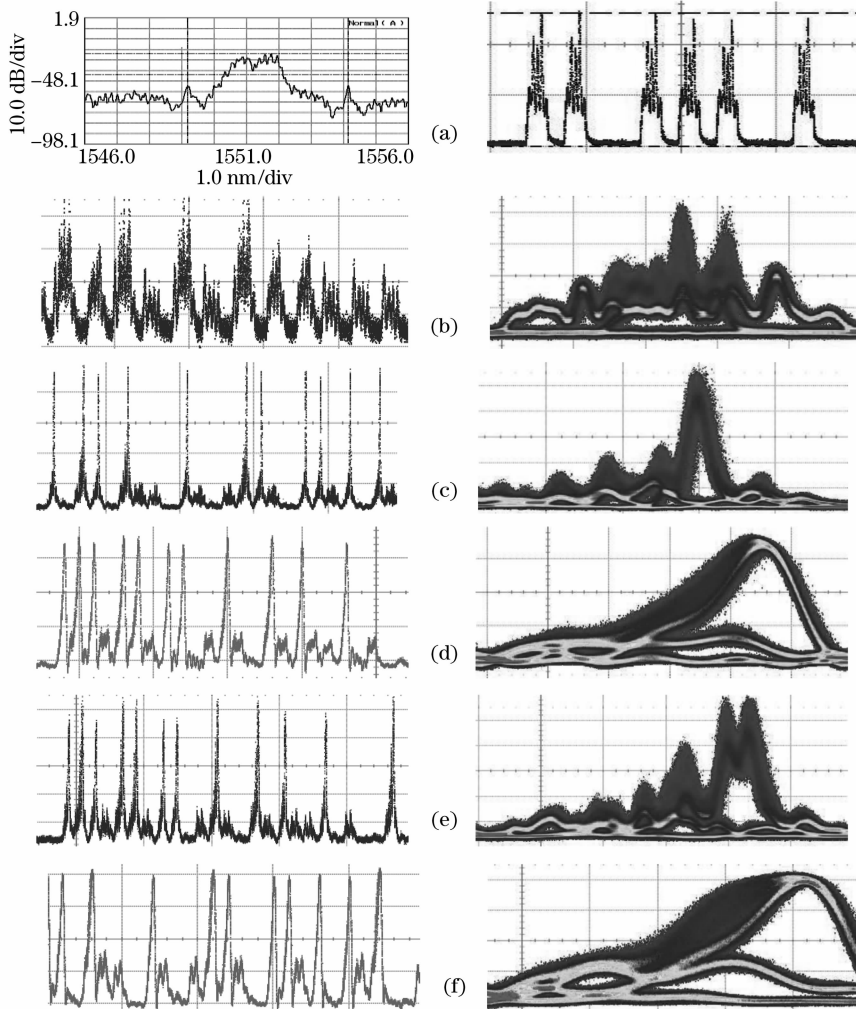 1.9
Normal ( A )
10.0 dB/div
−48.1
−98.1
1546.0 1551.0 1556.0
1.0 nm/div
(a)
(b)
(c)
(d)
(e)
(f)